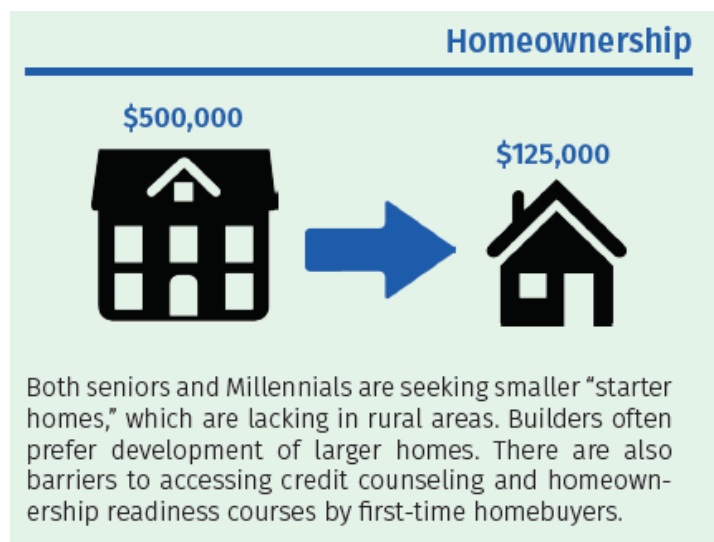 Homeownership
$500,000
$125,000
Both seniors and Millennials are seeking smaller “starter
homes,” which are lacking in rural areas. Builders often
prefer development of larger homes. There are also
barriers to accessing credit counseling and homeown-
ership readiness courses by first-time homebuyers.